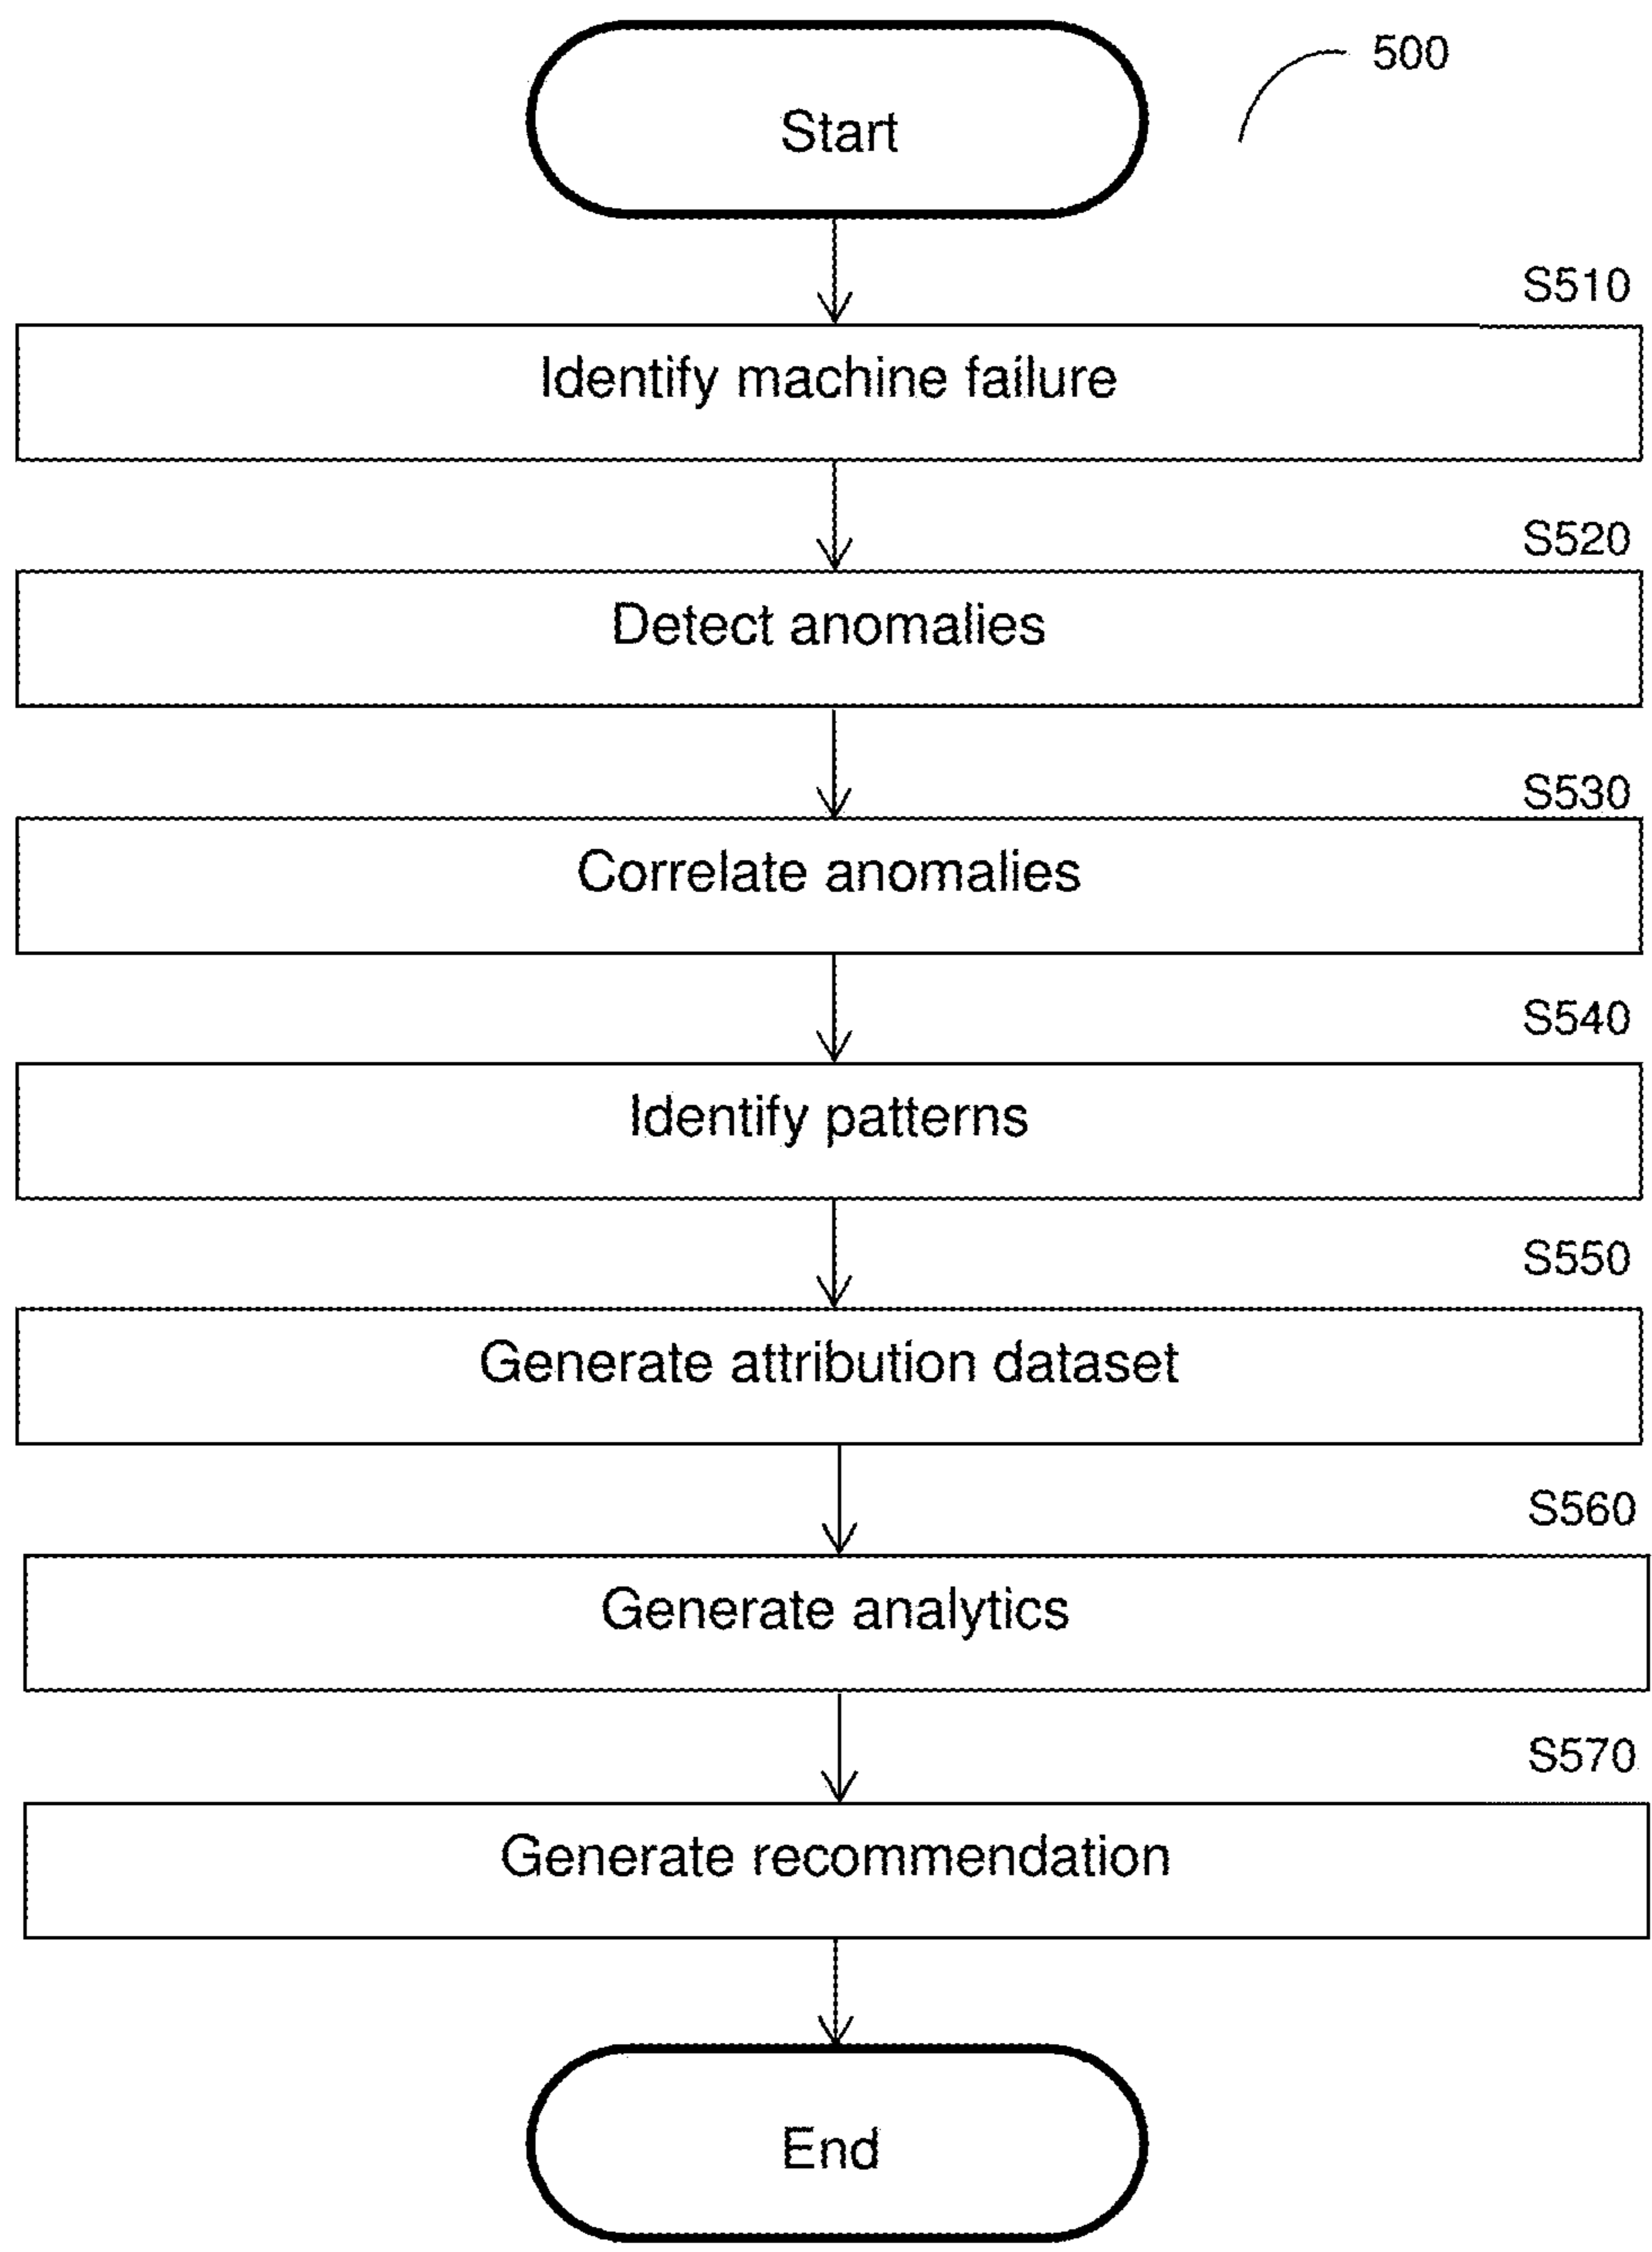 500
Start
S510
Identify machine failure
S520
Detect anomalies
S530
Correlate anomalies
S540
Identify patterns
S550
Generate attribution dataset
S560
Generate analytics
S570
Generate recommendation
End